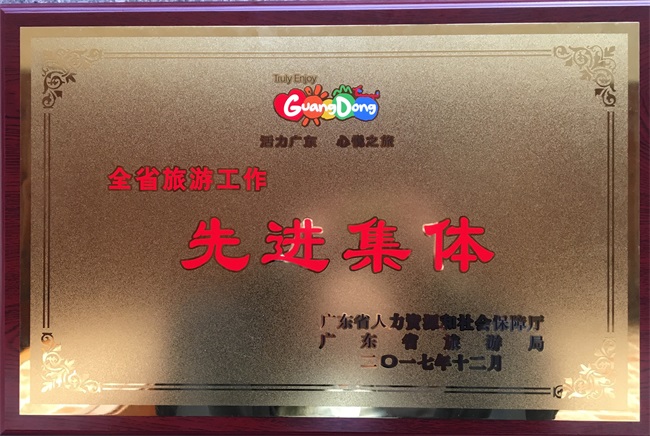 Truly Enjoy
GuangDong
活力广东 心悦之旅
全省旅游工作
先进集体
广东省人力资源和社会保障厅
广东省旅游局
二〇一七年十二月